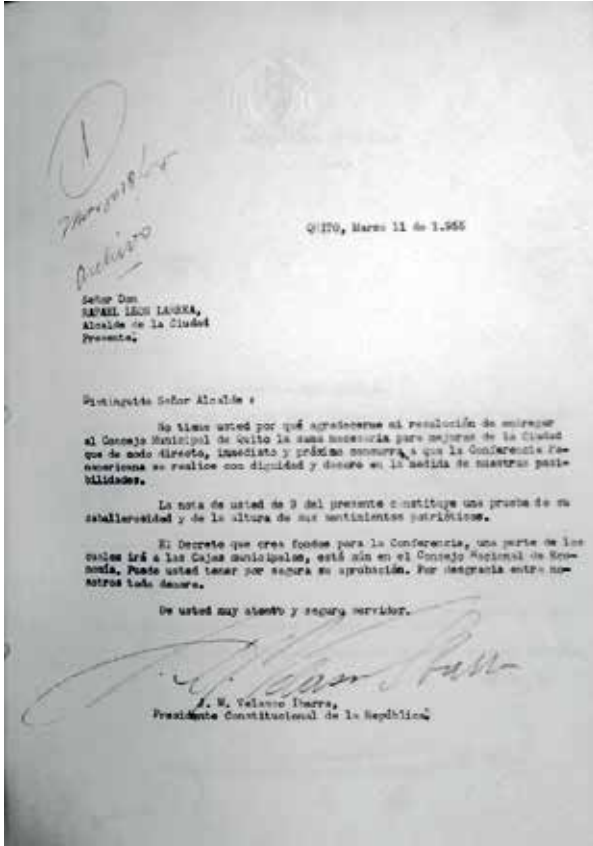 1
Marzo 18/55
archivo
QUITO, Marzo 11 de 1.955
Señor Don
RAFAEL LEON LARREA,
Alcalde de la Ciudad
Presente.
Distinguido Señor Alcalde :
No tiene usted por qué agradecerme mi resolución de entregar
al Concejo Municipal de Quito la suma necesaria para mejoras de la Ciudad
que de modo directo, inmediato y próximo concurra a que la Conferencia Pa-
namericana se realice con dignidad y decoro en la medida de nuestras posi-
bilidades.
La nota de usted de 9 del presente constituye una prueba de su
caballerosidad y de la altura de sus sentimientos patrióticos.
El Decreto que crea fondos para la Conferencia, una parte de los
cuales irá a las Cajas municipales, está aún en el Consejo Nacional de Eco-
nomía. Puede usted tener por segura su aprobación. Por desgracia entre no-
sotros todo demora.
De usted muy atento y seguro servidor.
J. M. Velasco Ibarra
J. M. Velasco Ibarra,
Presidente Constitucional de la República.